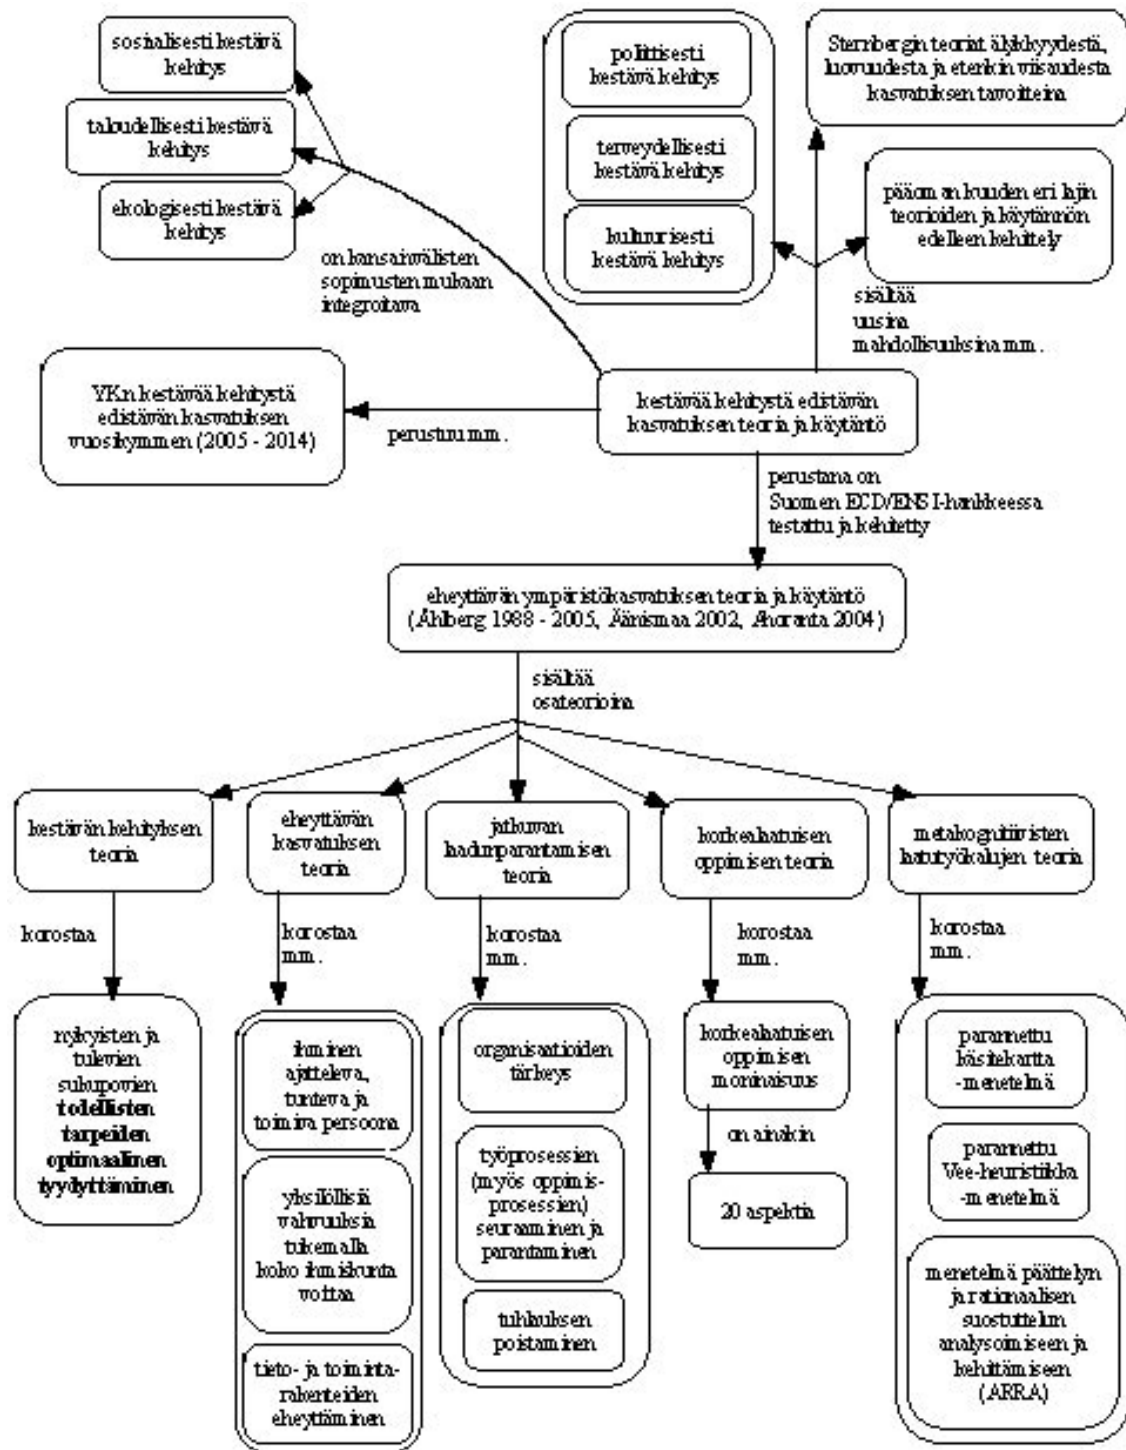 sosiaalisesti kestävä
kehitys
taloudellisesti kestävä
kehitys
ekologisesti kestävä
kehitys
on kansainvälisten
sopimusten mukaan
integroitava
poliittisesti
kestävä kehitys
terveydellisesti
kestävä kehitys
kulttuurisesti
kestävä kehitys
Sternbergin teoriat älykkyydestä,
luovuudesta ja etenkin viisaudesta
kasvatuksen tavoitteina
pääoman kuuden eri lajin
teorioiden ja käytännön
edelleen kehittely
sisältää
uusina
mahdollisuuksina mm.
YK:n kestävää kehitystä
edistävän kasvatuksen
vuosikymmen (2005 - 2014)
perustuu mm.
kestävää kehitystä edistävän
kasvatuksen teoria ja käytäntö
perustana on
Suomen ECD/ENSI-hankkeessa
testattu ja kehitetty
eheyttävän ympäristökasvatuksen teoria ja käytäntö
(Åhlberg 1988 - 2005, Äänismaa 2002, Ahoranta 2004)
sisältää
osateorioina
kestävän kehityksen
teoria
eheyttävän
kasvatuksen
teoria
jatkuvan
laadunparantamisen
teoria
korkealaatuisen
oppimisen teoria
metakognitiivisten
laatutyökalujen teoria
korostaa
korostaa
mm.
korostaa
mm.
korostaa
mm.
korostaa
mm.
nykyisten ja
tulevien
sukupolvien
todellisten
tarpeiden
optimaalinen
tyydyttäminen
ihminen
ajatteleva,
tunteva ja
toimiva persoona
yksilöllisiä
vahvuuksia
tukemalla
koko ihmiskunta
voittaa
tieto- ja toiminta-
rakenteiden
eheyttäminen
organisaatioiden
tärkeys
työprosessien
(myös oppimis-
prosessien)
seuraaminen ja
parantaminen
tuhlauksen
poistaminen
korkealaatuisen
oppimisen
moninaisuus
on ainakin
20 aspektia
parannettu
käsitekartta
-menetelmä
parannettu
Vee-heuristiikka
-menetelmä
menetelmä päättelyn
ja rationaalisen
suostuttelun
analysoimiseen ja
kehittämiseen
(ARRA)